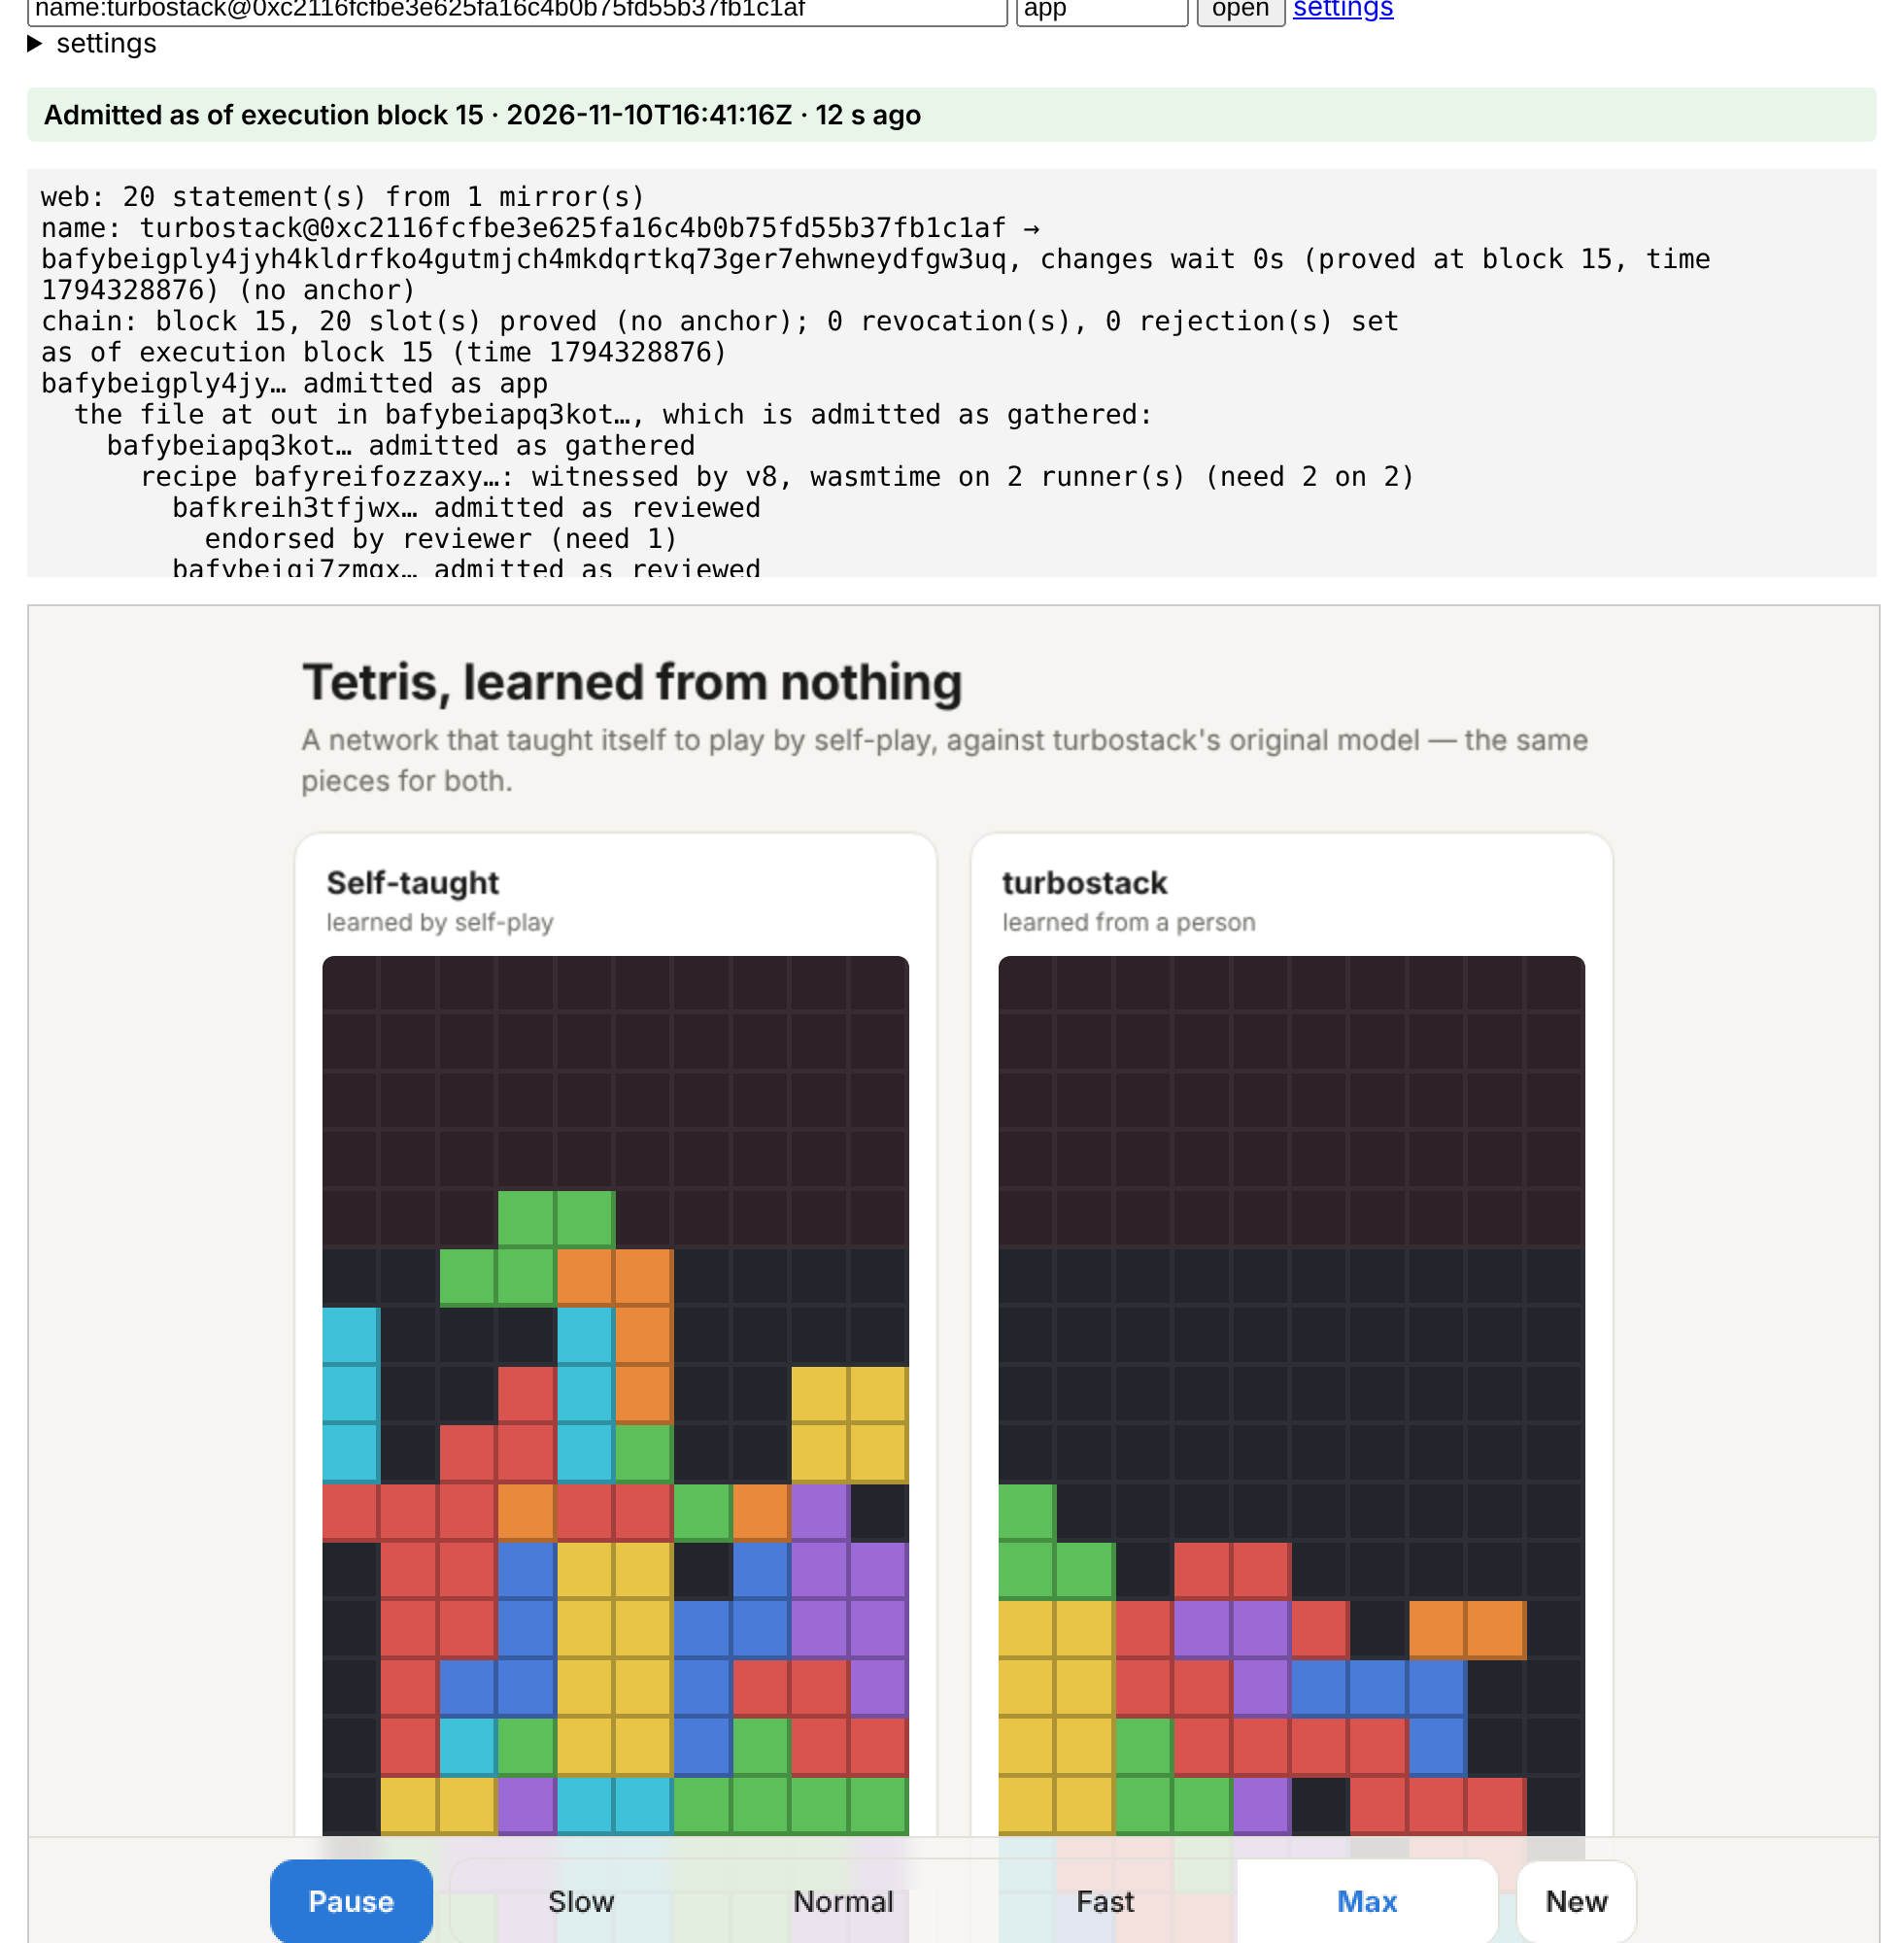 name:turbostack@0xc2116fcfbe3e625fa16c4b0b75fd55b37fb1c1af app open settings
▶ settings
Admitted as of execution block 15 · 2026-11-10T16:41:16Z · 12 s ago
web: 20 statement(s) from 1 mirror(s)
name: turbostack@0xc2116fcfbe3e625fa16c4b0b75fd55b37fb1c1af →
bafybeigply4jyh4kldrfko4gutmjch4mkdqrtkq73ger7ehwneydfgw3uq, changes wait 0s (proved at block 15, time
1794328876) (no anchor)
chain: block 15, 20 slot(s) proved (no anchor); 0 revocation(s), 0 rejection(s) set
as of execution block 15 (time 1794328876)
bafybeigply4jy… admitted as app
the file at out in bafybeiapq3kot…, which is admitted as gathered:
bafybeiapq3kot… admitted as gathered
recipe bafyreifozzaxy…: witnessed by v8, wasmtime on 2 runner(s) (need 2 on 2)
bafkreih3tfjwx… admitted as reviewed
endorsed by reviewer (need 1)
bafybeigi7zmgx… admitted as reviewed
Tetris, learned from nothing
A network that taught itself to play by self-play, against turbostack's original model — the same
pieces for both.
Self-taught
learned by self-play
turbostack
learned from a person
Pause Slow Normal Fast Max New